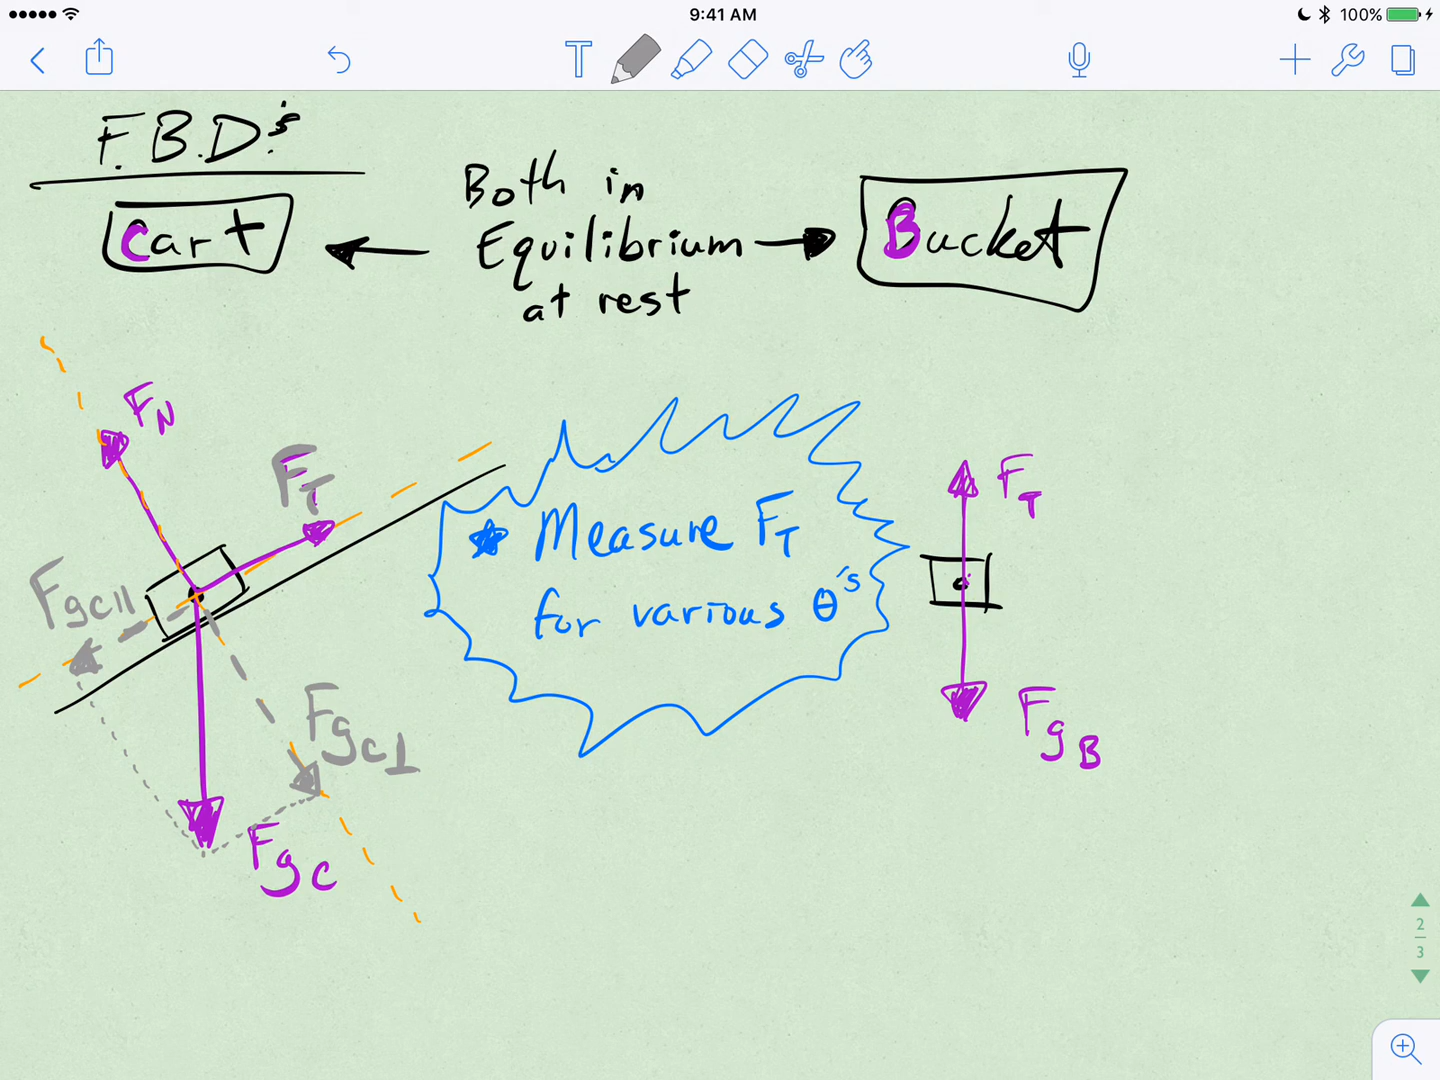 9:41 AM
100%
T
F.B.D.'s
Cart
Both in
Equilibrium
at rest
Bucket
FN
FT
Fgc||
Fgc⊥
Fgc
* Measure FT
for various θ's
FT
FgB
2
3